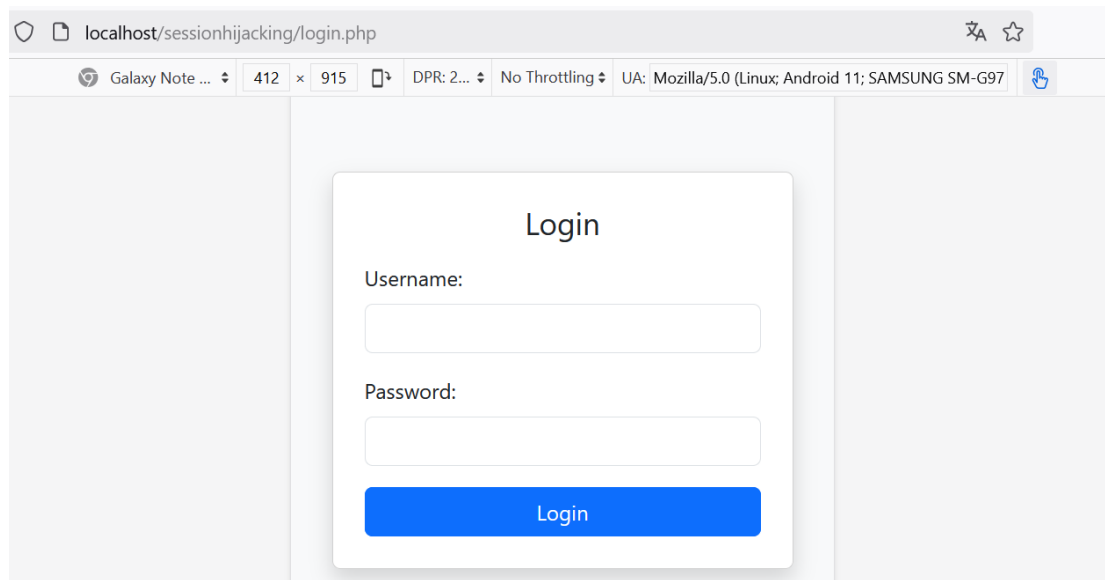 localhost/sessionhijacking/login.php
Galaxy Note ... 412 × 915 DPR: 2... No Throttling UA: Mozilla/5.0 (Linux; Android 11; SAMSUNG SM-G97
Login
Username:
Password:
Login